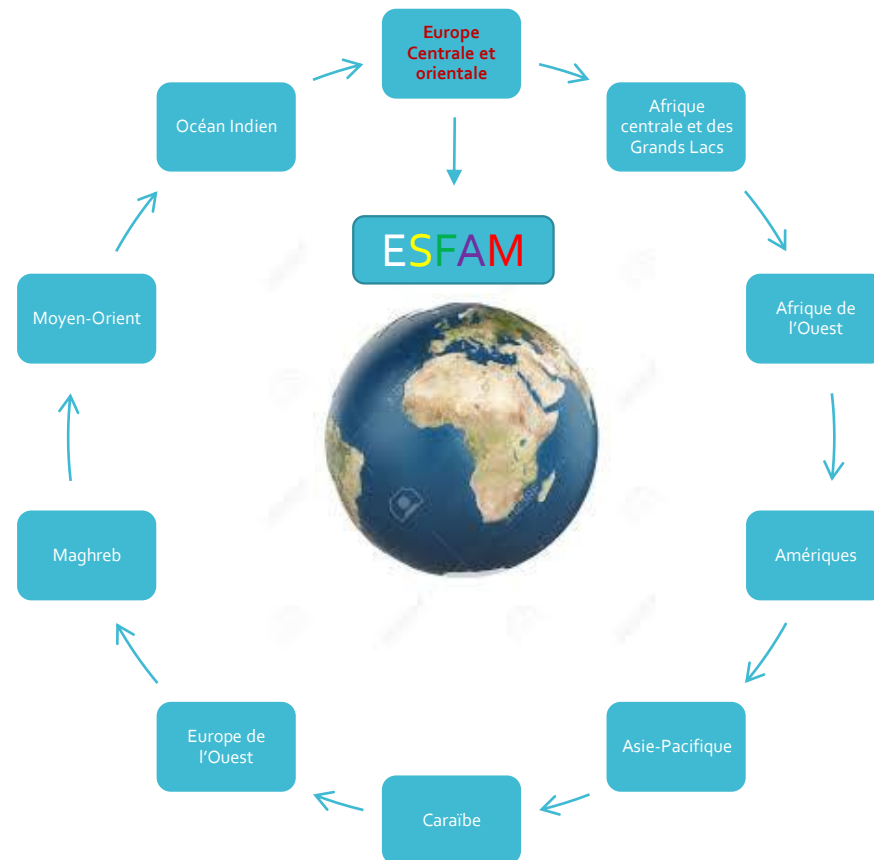 Europe
Centrale et
orientale
Afrique
centrale et des
Grands Lacs
Afrique de
l'Ouest
Amériques
Asie-Pacifique
Caraïbe
Europe de
l'Ouest
Maghreb
Moyen-Orient
Océan Indien
ESFAM